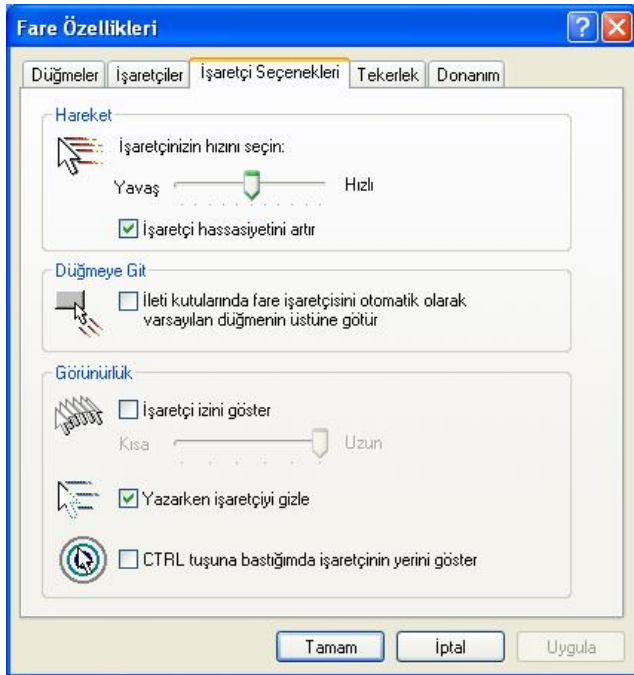 Fare Özellikleri
Düğmeler İşaretçiler İşaretçi Seçenekleri Tekerlek Donanım
Hareket
İşaretçinizin hızını seçin:
Yavaş Hızlı
İşaretçi hassasiyetini artır
Düğmeye Git
İleti kutularında fare işaretçisini otomatik olarak
varsayılan düğmenin üstüne götür
Görünürlük
İşaretçi izini göster
Kısa Uzun
Yazarken işaretçiyi gizle
CTRL tuşuna bastığımda işaretçinin yerini göster
Tamam İptal Uygula